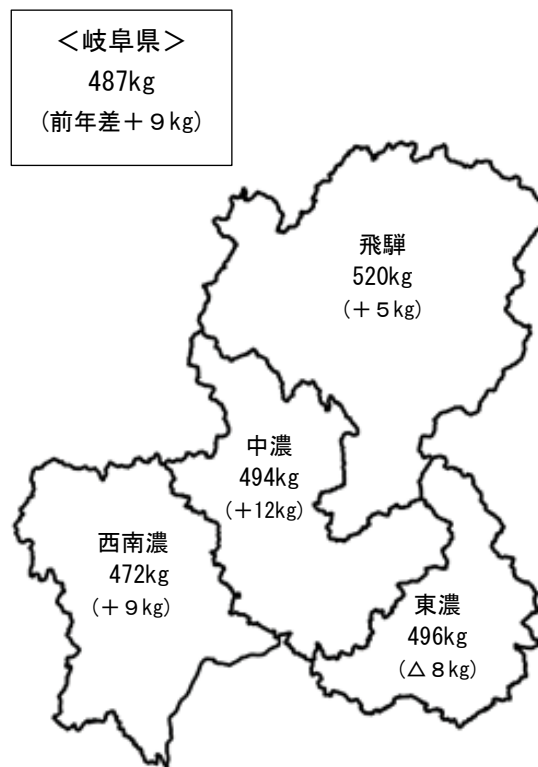 <岐阜県>
487kg
(前年差+9kg)
飛騨
520kg
(+5kg)
中濃
494kg
(+12kg)
西南濃
472kg
(+9kg)
東濃
496kg
(△8kg)